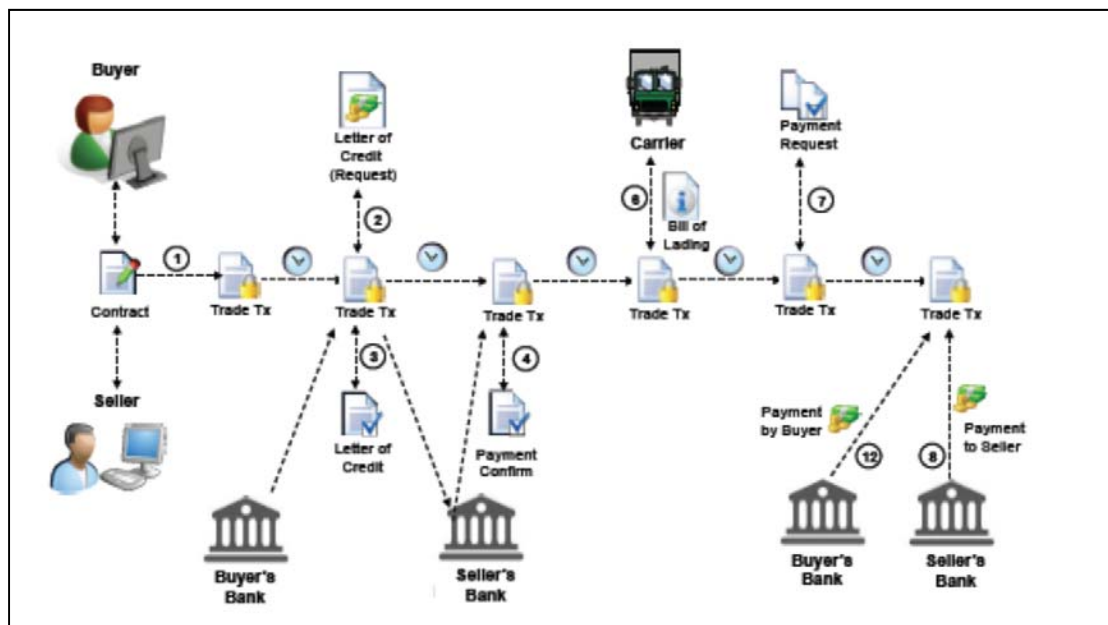 Buyer
Letter of
Credit
(Request)
Carrier
Payment
Request
2
6
Bill of
Lading
7
1
Contract
Trade Tx
Trade Tx
Trade Tx
Trade Tx
Trade Tx
Trade Tx
3
4
Seller
Letter of
Credit
Payment
Confirm
Payment
by Buyer
Payment
to Seller
12
8
Buyer's
Bank
Seller's
Bank
Buyer's
Bank
Seller's
Bank